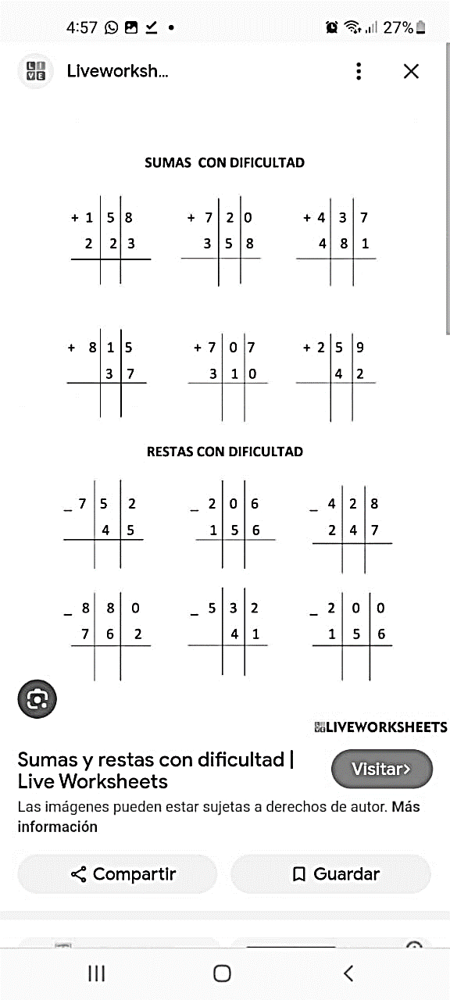 4:57 27%
Liveworksh...
SUMAS CON DIFICULTAD
+ 1 5 8 + 7 2 0 + 4 3 7
2 2 3 3 5 8 4 8 1
+ 8 1 5 + 7 0 7 + 2 5 9
3 7 3 1 0 4 2
RESTAS CON DIFICULTAD
_ 7 5 2 _ 2 0 6 _ 4 2 8
4 5 1 5 6 2 4 7
_ 8 8 0 _ 5 3 2 _ 2 0 0
7 6 2 4 1 1 5 6
LIVEWORKSHEETS
Sumas y restas con dificultad |
Live Worksheets
Visitar>
Las imágenes pueden estar sujetas a derechos de autor. Más
información
Compartir Guardar